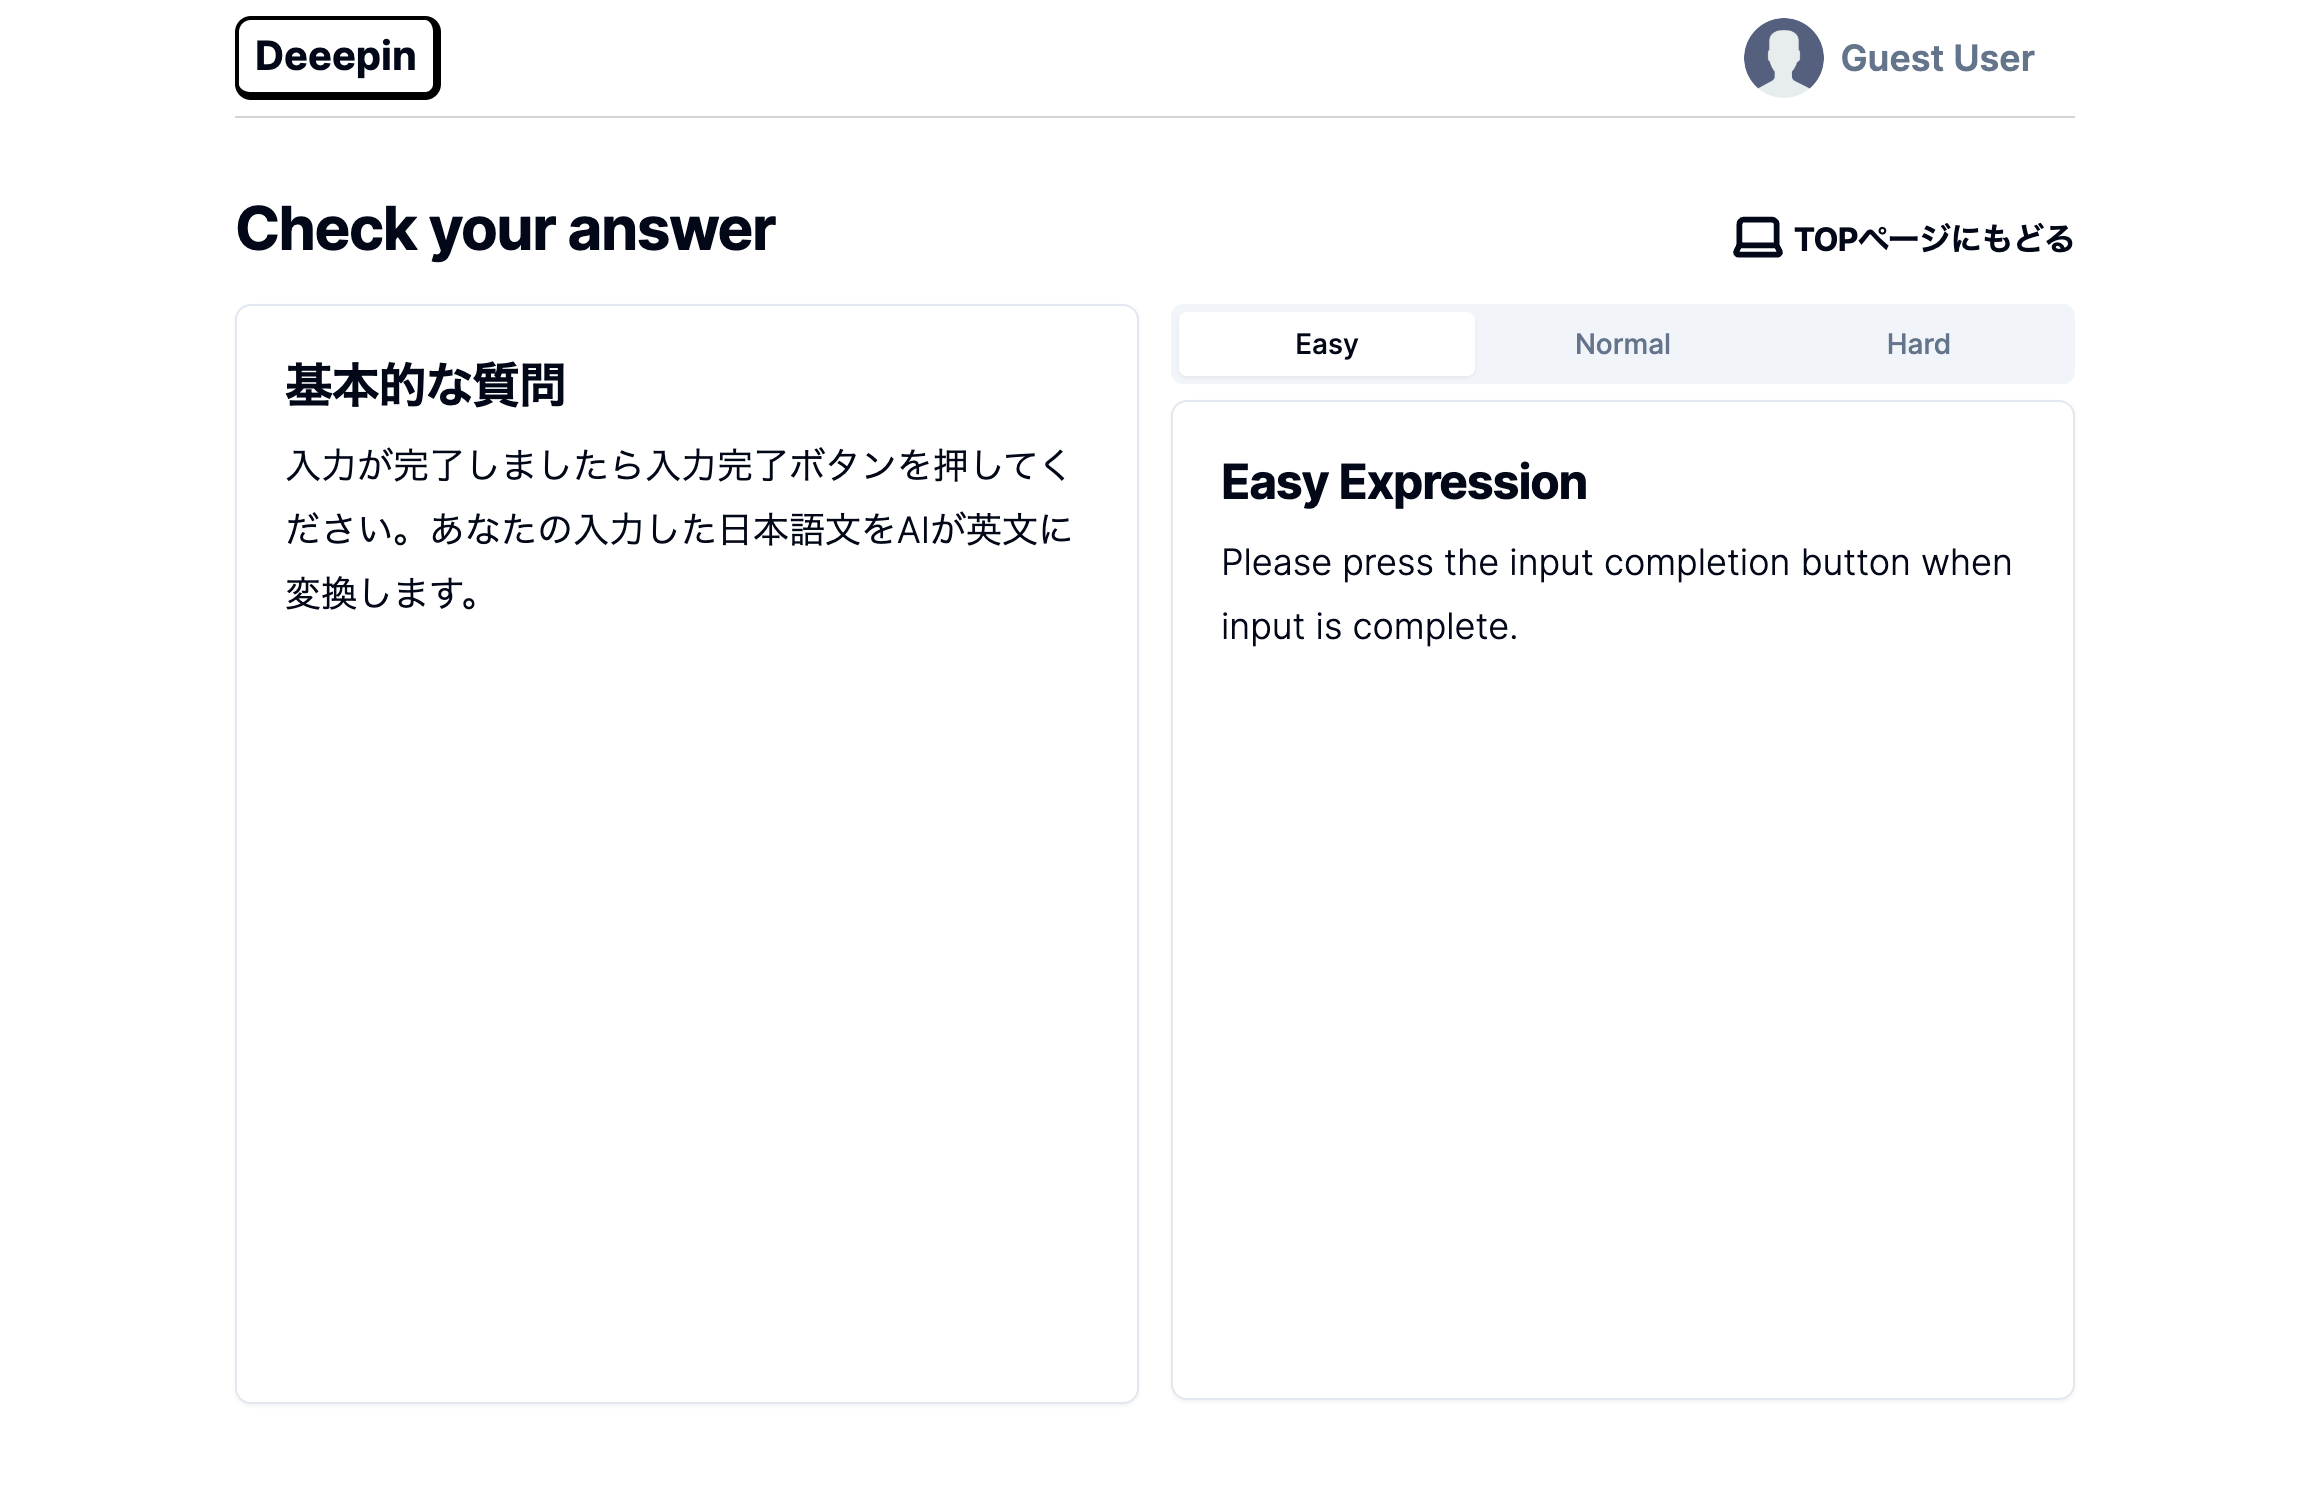 Deeepin
Guest User
Check your answer
TOPページにもどる
基本的な質問
入力が完了しましたら入力完了ボタンを押してく
ださい。あなたの入力した日本語文をAIが英文に
変換します。
Easy
Normal
Hard
Easy Expression
Please press the input completion button when
input is complete.